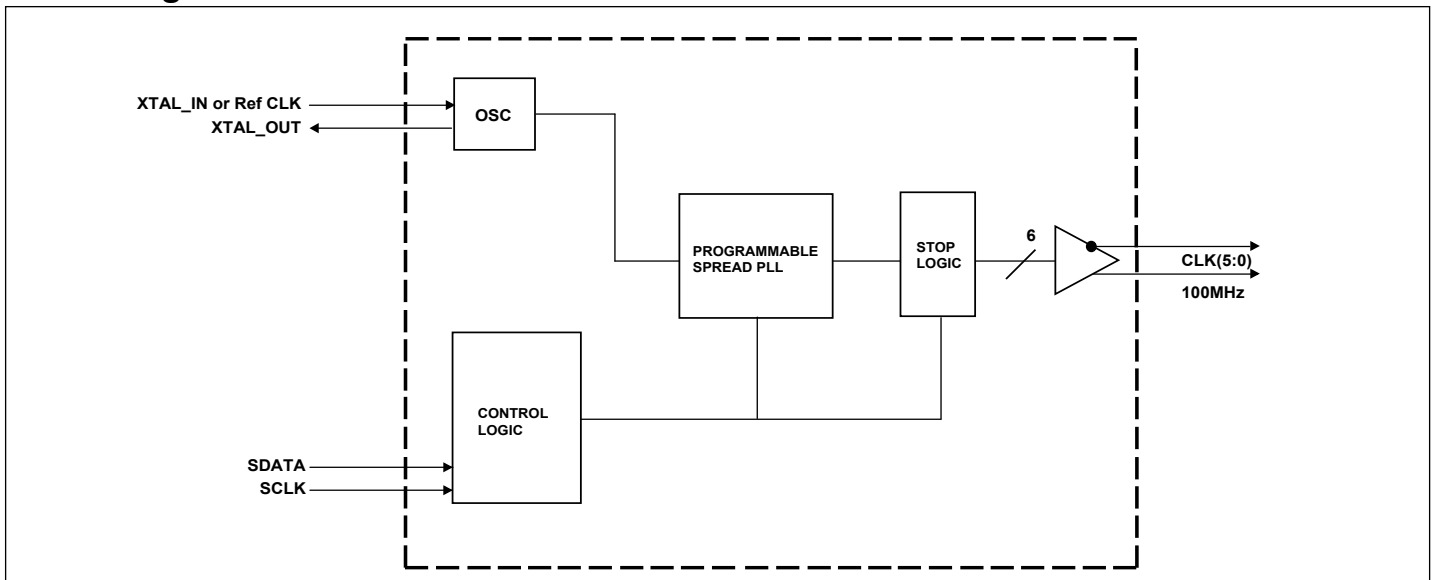 XTAL_IN or Ref CLK
XTAL_OUT
OSC
PROGRAMMABLE
SPREAD PLL
STOP
LOGIC
6
CLK(5:0)
100MHz
CONTROL
LOGIC
SDATA
SCLK